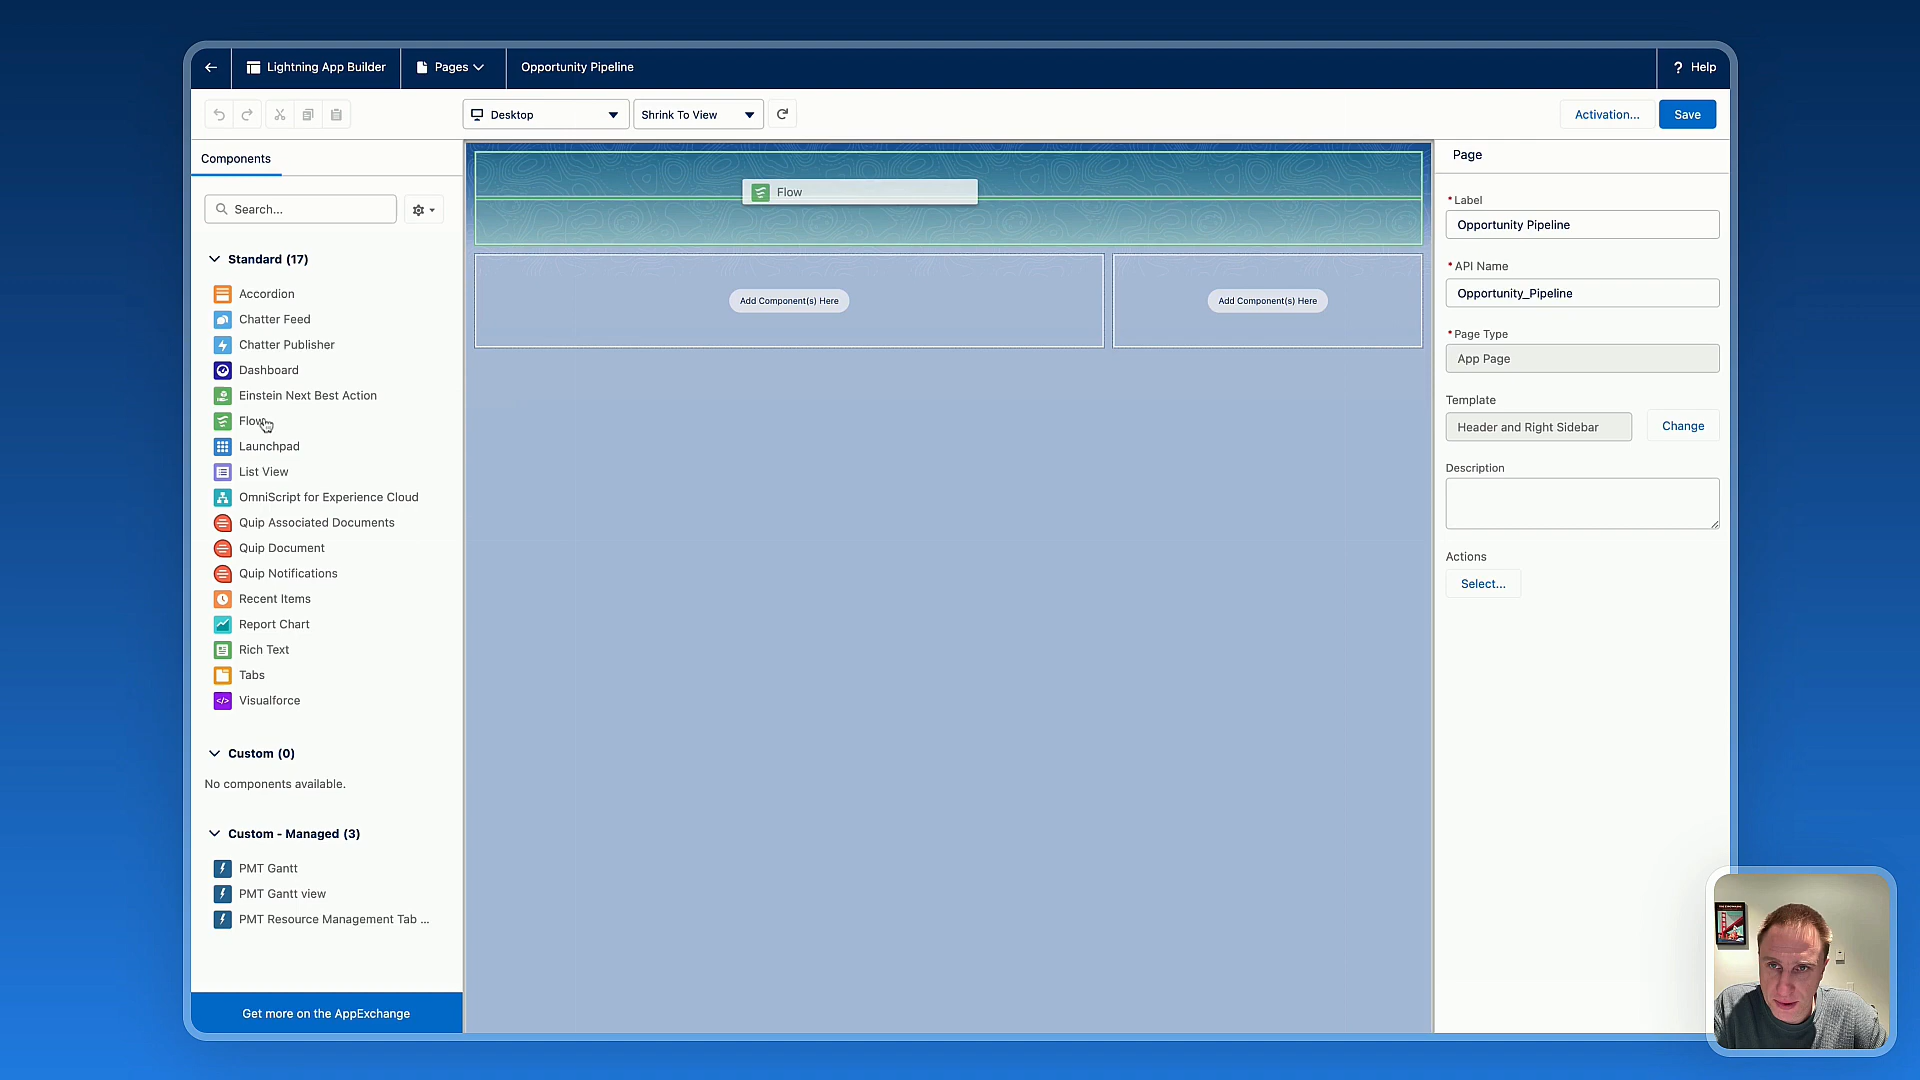 Lightning App Builder
Pages
Opportunity Pipeline
? Help
Desktop
Shrink To View
Activation...
Save
Components
Search...
Standard (17)
Accordion
Chatter Feed
Chatter Publisher
Dashboard
Einstein Next Best Action
Flow
Launchpad
List View
OmniScript for Experience Cloud
Quip Associated Documents
Quip Document
Quip Notifications
Recent Items
Report Chart
Rich Text
Tabs
Visualforce
Custom (0)
No components available.
Custom - Managed (3)
PMT Gantt
PMT Gantt view
PMT Resource Management Tab ...
Get more on the AppExchange
Flow
Add Component(s) Here
Add Component(s) Here
Page
*Label
Opportunity Pipeline
*API Name
Opportunity_Pipeline
*Page Type
App Page
Template
Header and Right Sidebar
Change
Description
Actions
Select...